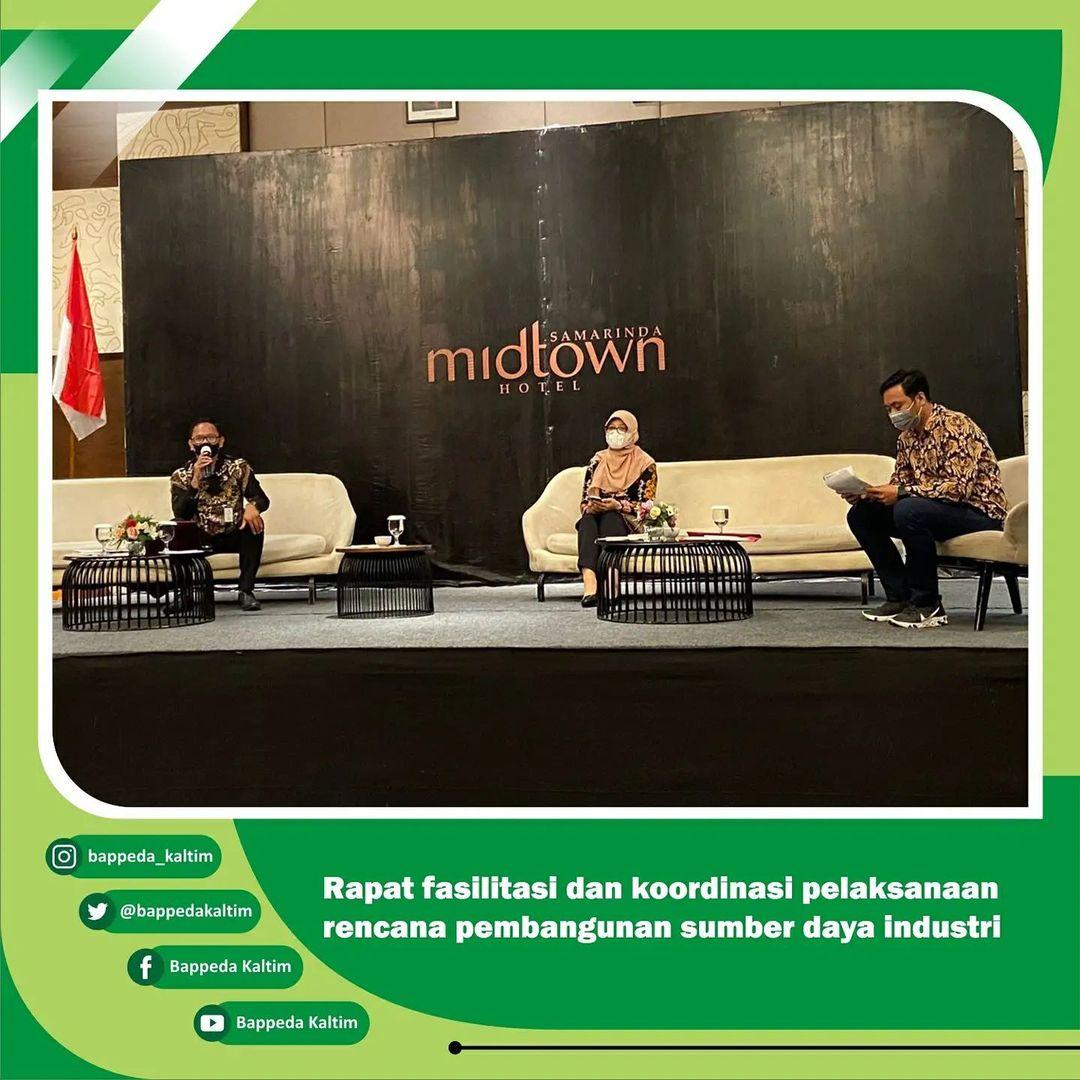 SAMARINDA
midtown
HOTEL
bappeda_kaltim
@bappedakaltim
Bappeda Kaltim
Bappeda Kaltim
Rapat fasilitasi dan koordinasi pelaksanaan
rencana pembangunan sumber daya industri